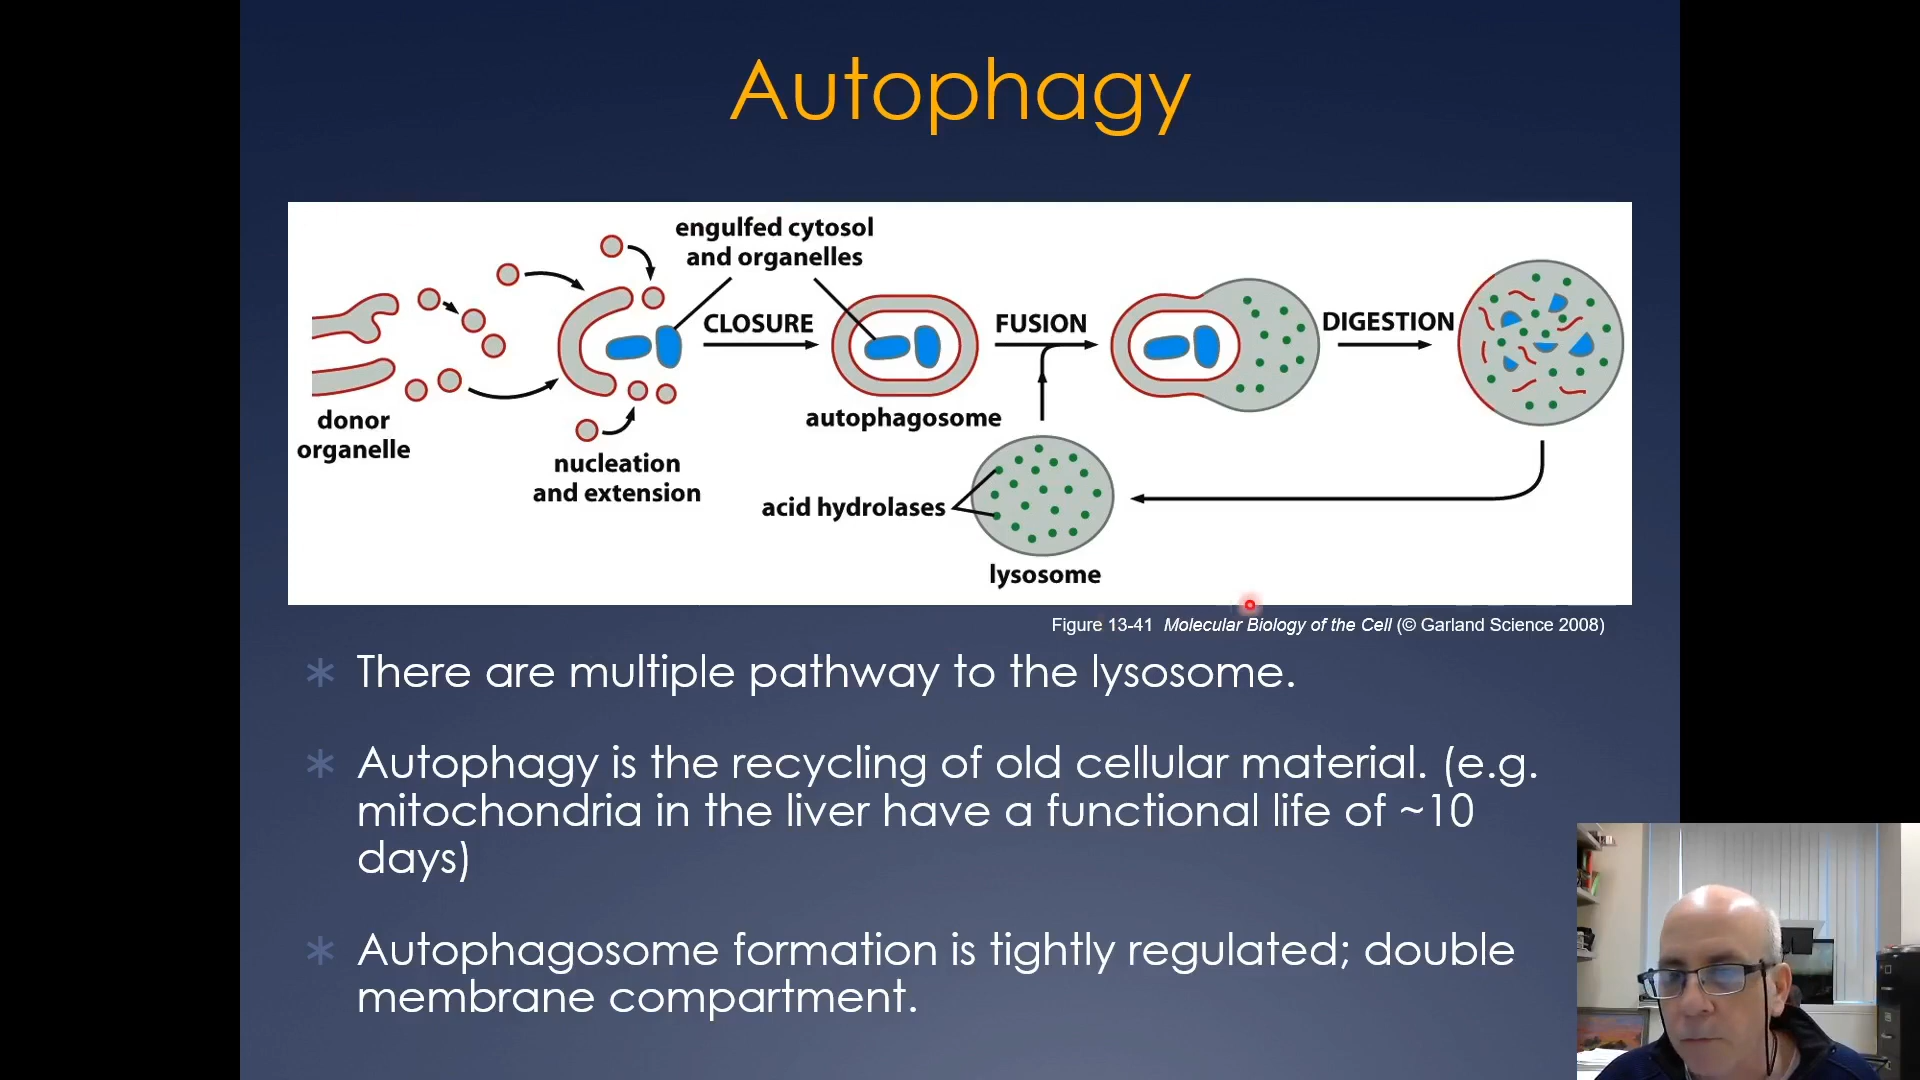 Autophagy
engulfed cytosol
and organelles
CLOSURE
FUSION
DIGESTION
donor
organelle
autophagosome
nucleation
and extension
acid hydrolases
lysosome
Figure 13-41 Molecular Biology of the Cell (© Garland Science 2008)
There are multiple pathway to the lysosome.
Autophagy is the recycling of old cellular material. (e.g.
mitochondria in the liver have a functional life of ~10
days)
Autophagosome formation is tightly regulated; double
membrane compartment.